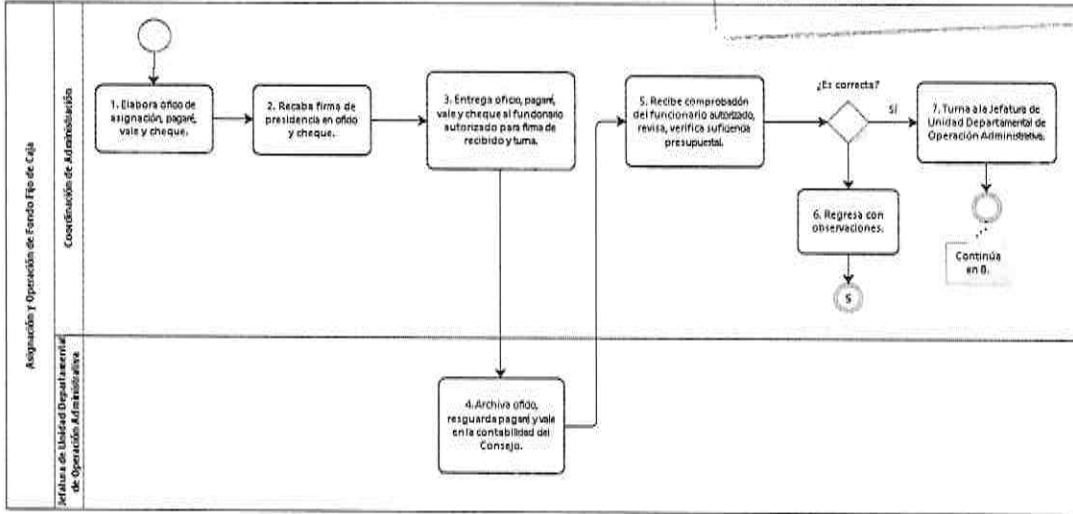 Asignación y Operación de Fondo Fijo de Caja
Coordinación de Administración
1. Elabora oficio de
asignación, pagaré,
vale y cheque.
2. Recaba firma de
presidencia en oficio
y cheque.
3. Entrega oficio, pagaré,
vale y cheque al funcionario
autorizado para firma de
recibido y turna.
5. Recibe comprobación
del funcionario autorizado,
revisa, verifica suficiencia
presupuestal.
¿Es correcta?
SÍ
7. Turna a la Jefatura de
Unidad Departamental de
Operación Administrativa.
6. Regresa con
observaciones.
5
Continúa
en B.
Jefatura de Unidad Departamental
de Operación Administrativa
4. Archiva oficio,
resguarda pagaré y vale
en la contabilidad del
Consejo.